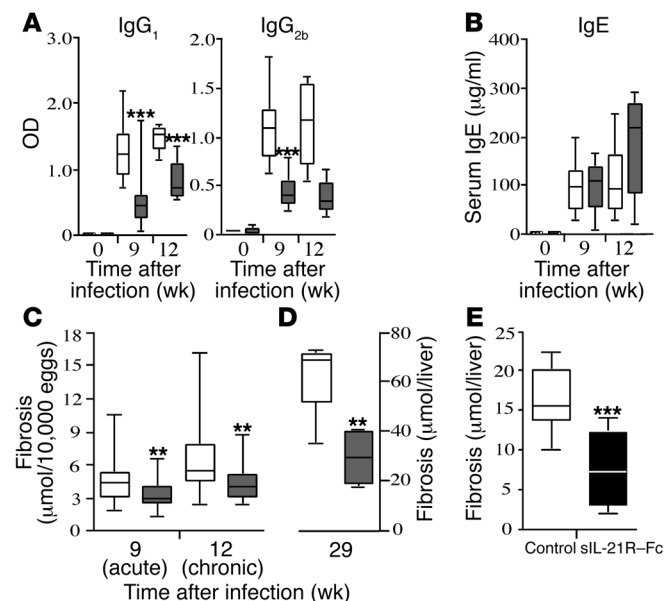 A
IgG1
IgG2b
3.0
2.0
1.0
0
OD
***
***
0 9 12
Time after
infection (wk)
2.0
1.5
1.0
0.5
0
***
0 9 12
Time after
infection (wk)
B
IgE
400
300
200
100
0
Serum IgE (μg/ml)
0 9 12
Time after
infection (wk)
C
18
15
12
9
6
3
0
Fibrosis
(μmol/10,000 eggs)
**
**
9
(acute)
12
(chronic)
D
80
60
40
20
0
Fibrosis (μmol/liver)
**
29
Time after infection (wk)
E
25
20
15
10
5
0
Fibrosis (μmol/liver)
***
Control sIL-21R–Fc